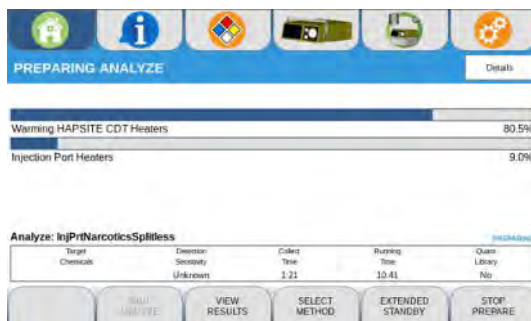 PREPARING ANALYZE
Details
Warming HAPSITE CDT Heaters 80.5%
Injection Port Heaters 9.0%
Analyze: InjPrtNarcoticsSplitless PREPARING
Target Chemicals
Detection Sensitivity
Unknown
Collect Time
1:21
Running Time
10:41
Quant Library
No
VIEW RESULTS
SELECT METHOD
EXTENDED STANDBY
STOP PREPARE